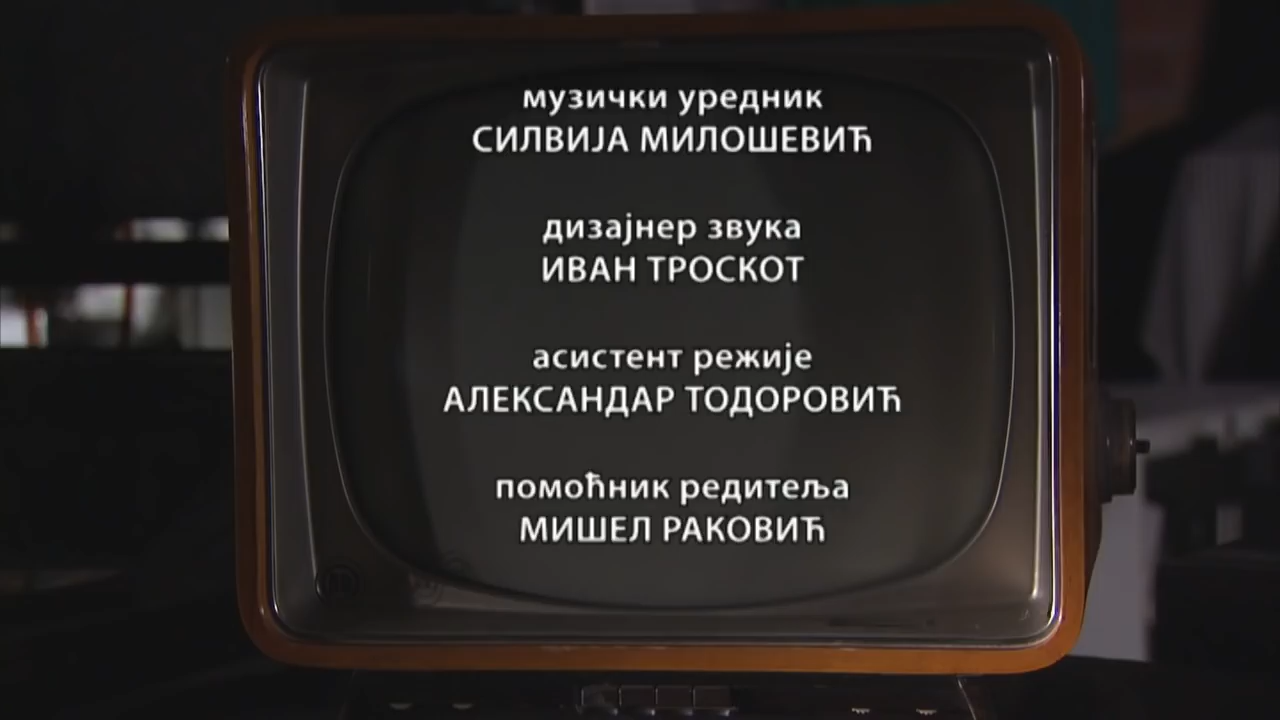 музички уредник
СИЛВИЈА МИЛОШЕВИЋ
дизајнер звука
ИВАН ТРОСКОТ
асистент режије
АЛЕКСАНДАР ТОДОРОВИЋ
помоћник редитеља
МИШЕЛ РАКОВИЋ